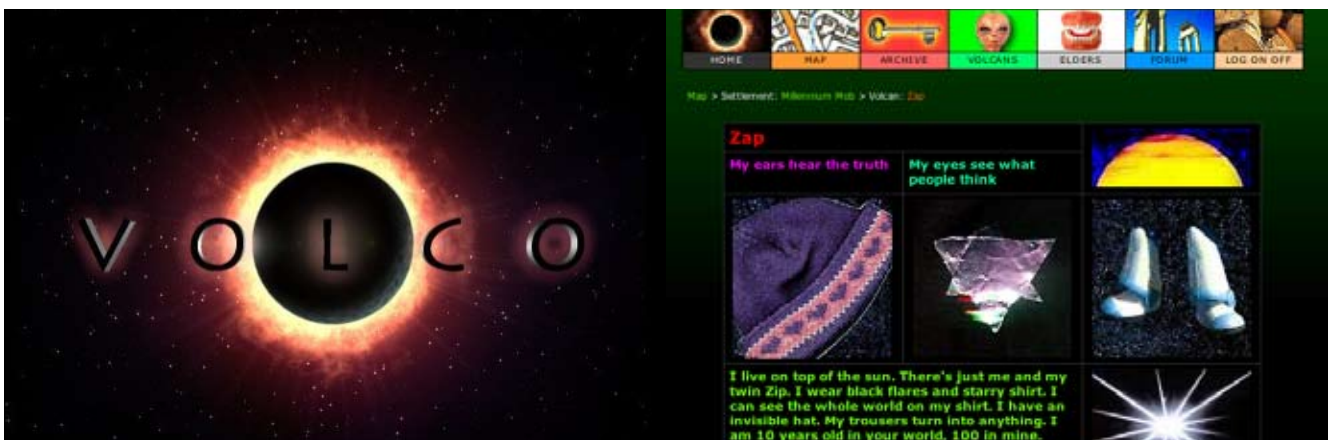 VOLCO
HOME MAP ARCHIVE VOLCANS ELDERS FORUM LOG ON OFF
Map > Settlement: Millennium Mob > Volcan: Zap
Zap
My ears hear the truth
My eyes see what
people think
I live on top of the sun. There's just me and my
twin Zip. I wear black flares and starry shirt. I
can see the whole world on my shirt. I have an
invisible hat. My trousers turn into anything. I
am 10 years old in your world, 100 in mine.